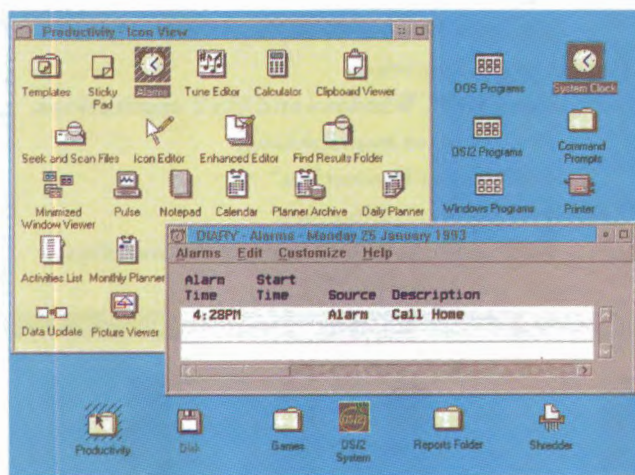 Productivity - Icon View
Templates
Sticky Pad
Alarms
Tune Editor
Calculator
Clipboard Viewer
Seek and Scan Files
Icon Editor
Enhanced Editor
Find Results Folder
Minimized Window Viewer
Pulse
Notepad
Calendar
Planner Archive
Daily Planner
Activities List
Monthly Planner
Data Update
Picture Viewer
DOS Programs
System Clock
OS/2 Programs
Command Prompts
Windows Programs
Printer
DIARY - Alarms - Monday 25 January 1993
Alarms Edit Customize Help
Alarm Start
Time Time Source Description
4:28PM Alarm Call Home
Productivity
Disk
Games
OS/2
OS/2 System
Reports Folder
Shredder